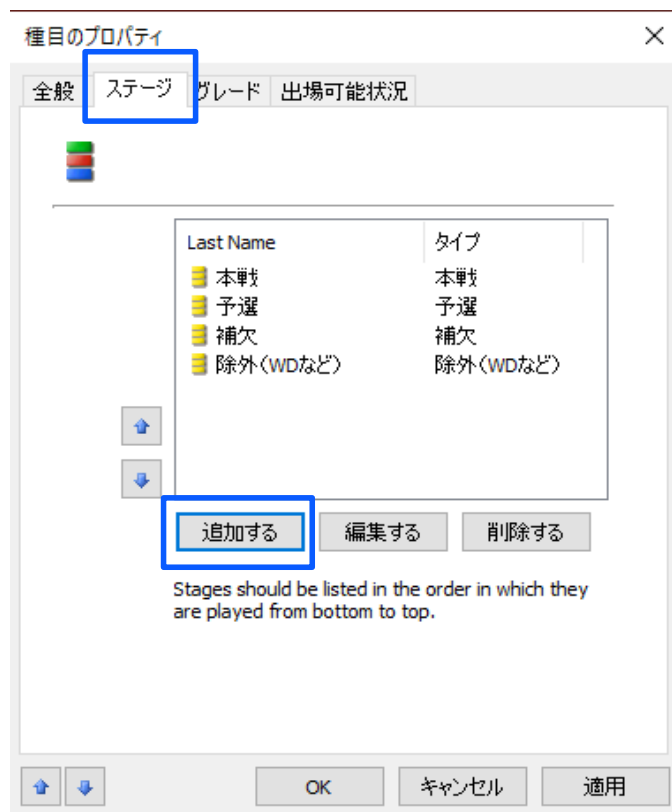 種目のプロパティ
全般 ステージ グレード 出場可能状況
Last Name タイプ
本戦 本戦
予選 予選
補欠 補欠
除外(WDなど) 除外(WDなど)
追加する 編集する 削除する
Stages should be listed in the order in which they
are played from bottom to top.
OK キャンセル 適用